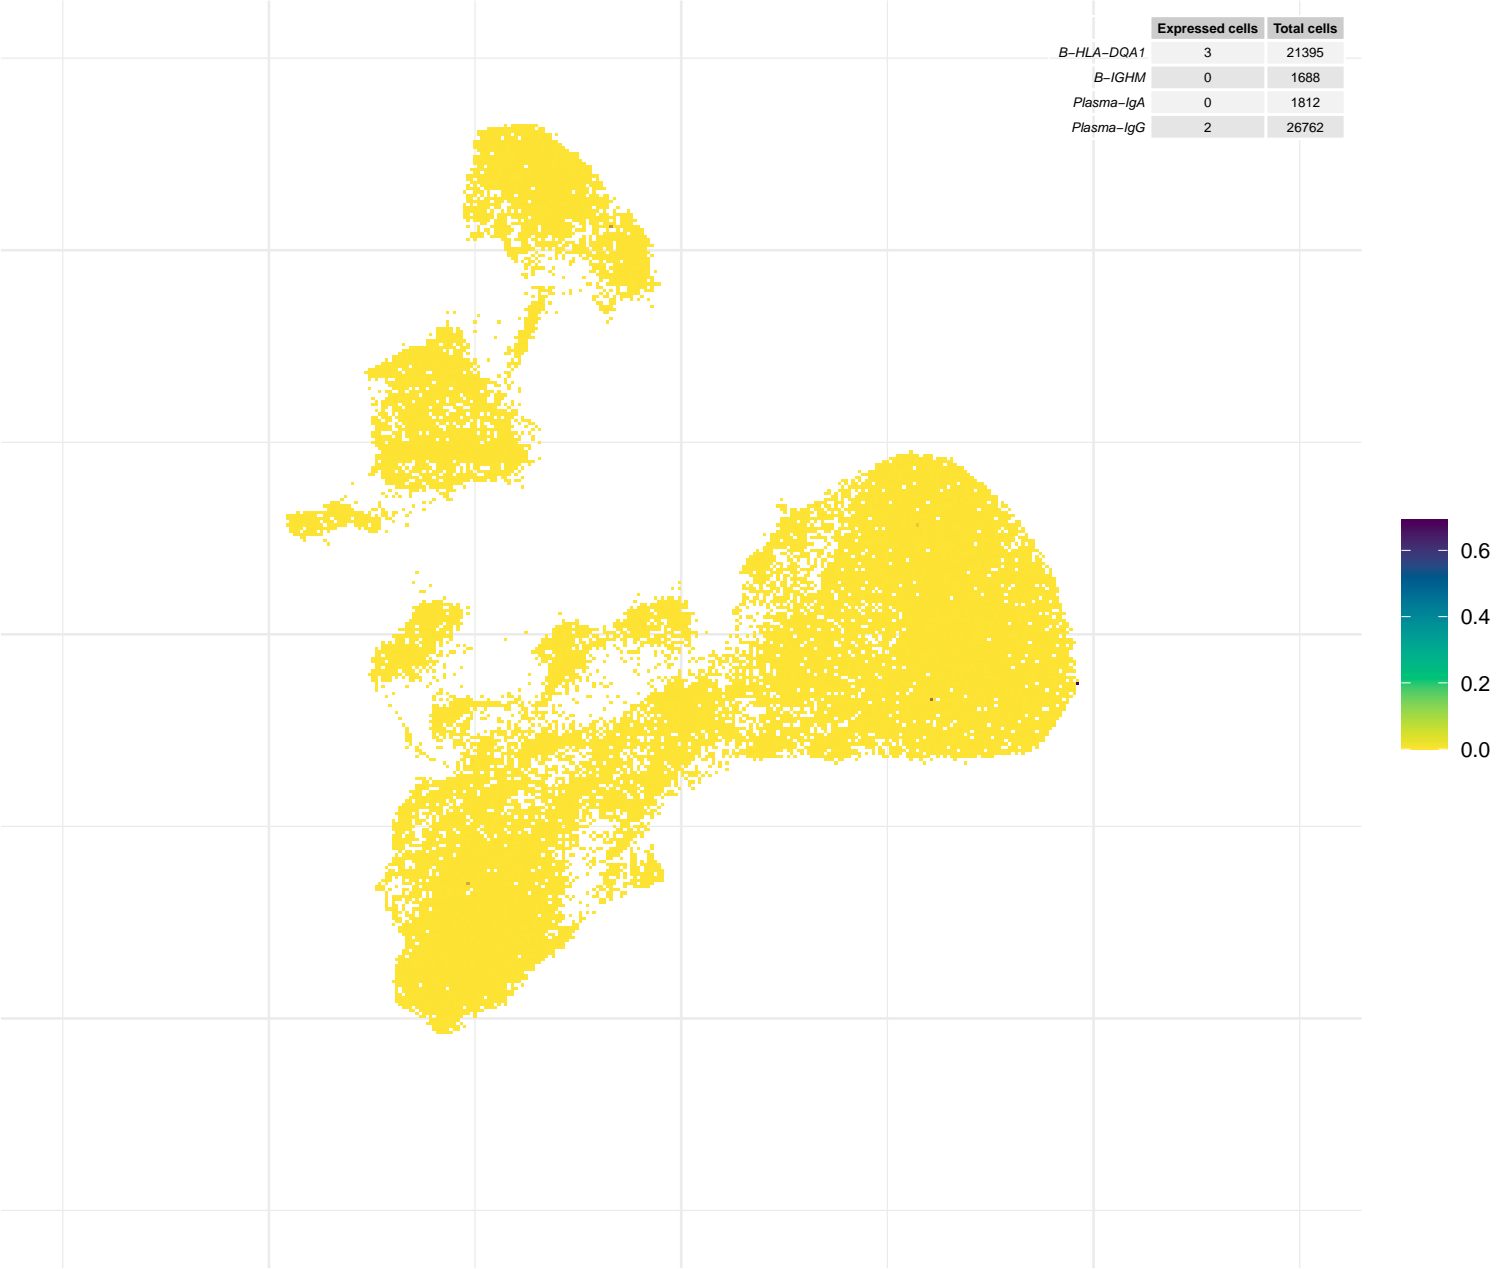 Expressed cells Total cells
B−HLA−DQA1 3 21395
B−IGHM 0 1688
Plasma−IgA 0 1812
Plasma−IgG 2 26762
0.6
0.4
0.2
0.0